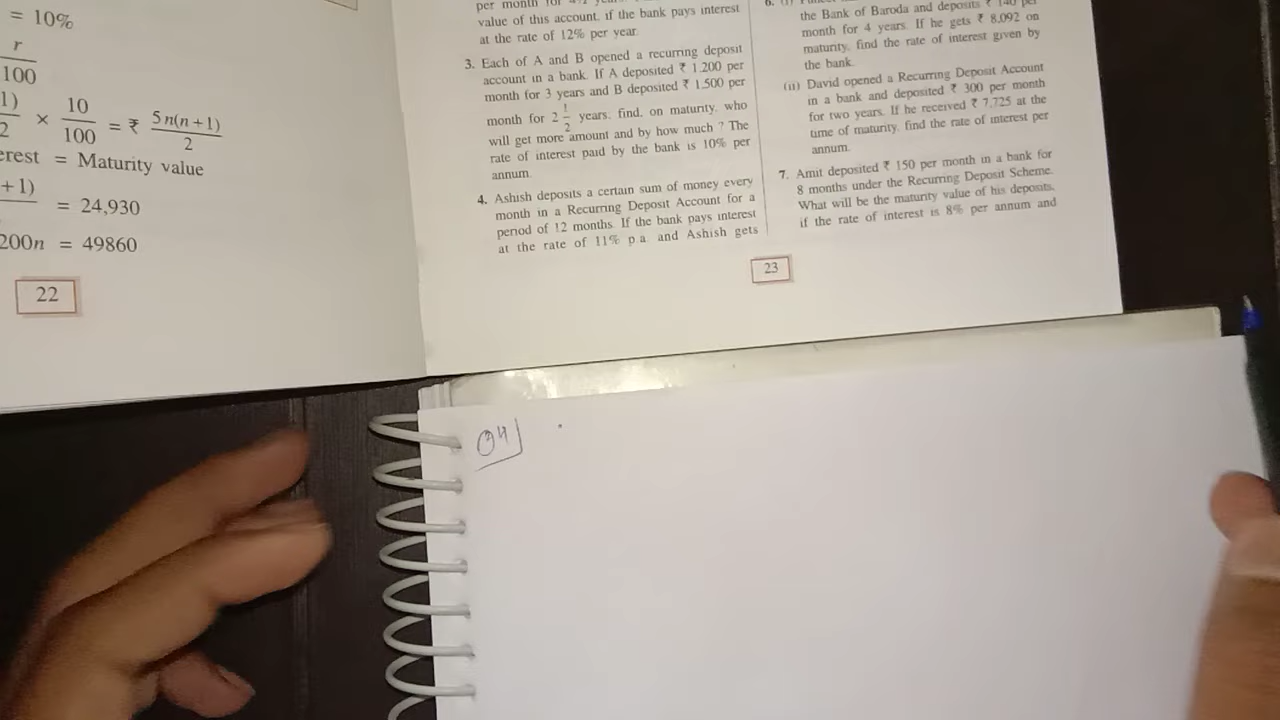 = 10%
r
100
1)
2
× 10
100
= ₹ 5n(n+1)
2
erest = Maturity value
+1)
= 24,930
200n = 49860
22
per month for
value of this account, if the bank pays interest
at the rate of 12% per year.
3. Each of A and B opened a recurring deposit
account in a bank. If A deposited ₹ 1,200 per
month for 3 years and B deposited ₹ 1,500 per
month for 2 1/2 years; find, on maturity, who
will get more amount and by how much ? The
rate of interest paid by the bank is 10% per
annum.
4. Ashish deposits a certain sum of money every
month in a Recurring Deposit Account for a
period of 12 months. If the bank pays interest
at the rate of 11% p.a. and Ashish gets
the Bank of Baroda and deposits ₹ 140 per
month for 4 years. If he gets ₹ 8,092 on
maturity, find the rate of interest given by
the bank.
(ii) David opened a Recurring Deposit Account
in a bank and deposited ₹ 300 per month
for two years. If he received ₹ 7,725 at the
time of maturity, find the rate of interest per
annum.
7. Amit deposited ₹ 150 per month in a bank for
8 months under the Recurring Deposit Scheme.
What will be the maturity value of his deposits,
if the rate of interest is 8% per annum and
23
Q4